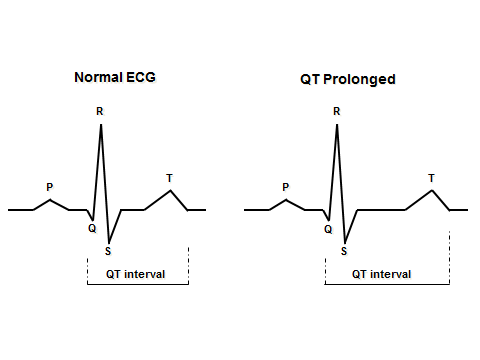 Normal ECG
R
P
T
Q
S
QT interval
QT Prolonged
R
P
T
Q
S
QT interval